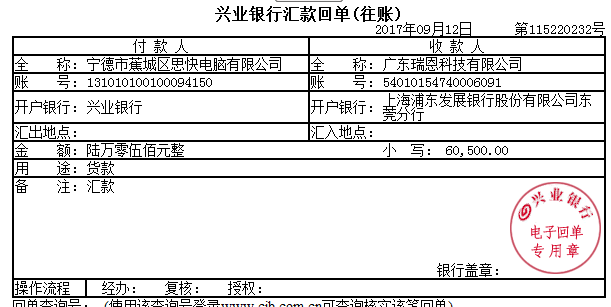 兴业银行汇款回单(往账)
2017年09月12日 第115220232号
付 款 人 收 款 人
全 称: 宁德市蕉城区思快电脑有限公司 全 称: 广东瑞恩科技有限公司
账 号: 131010100100094150 账 号: 54010154740006091
开户银行: 兴业银行 开户银行: 上海浦东发展银行股份有限公司东
莞分行
汇出地点: 汇入地点:
金 额: 陆万零伍佰元整 小 写: 60,500.00
用 途: 货款
备 注: 汇款
兴业银行
电子回单
专用章
银行盖章:
操作流程 经办: 复核: 授权:
回单查询号: (使用该查询号登录www.cib.com.cn可查询核实该笔回单)